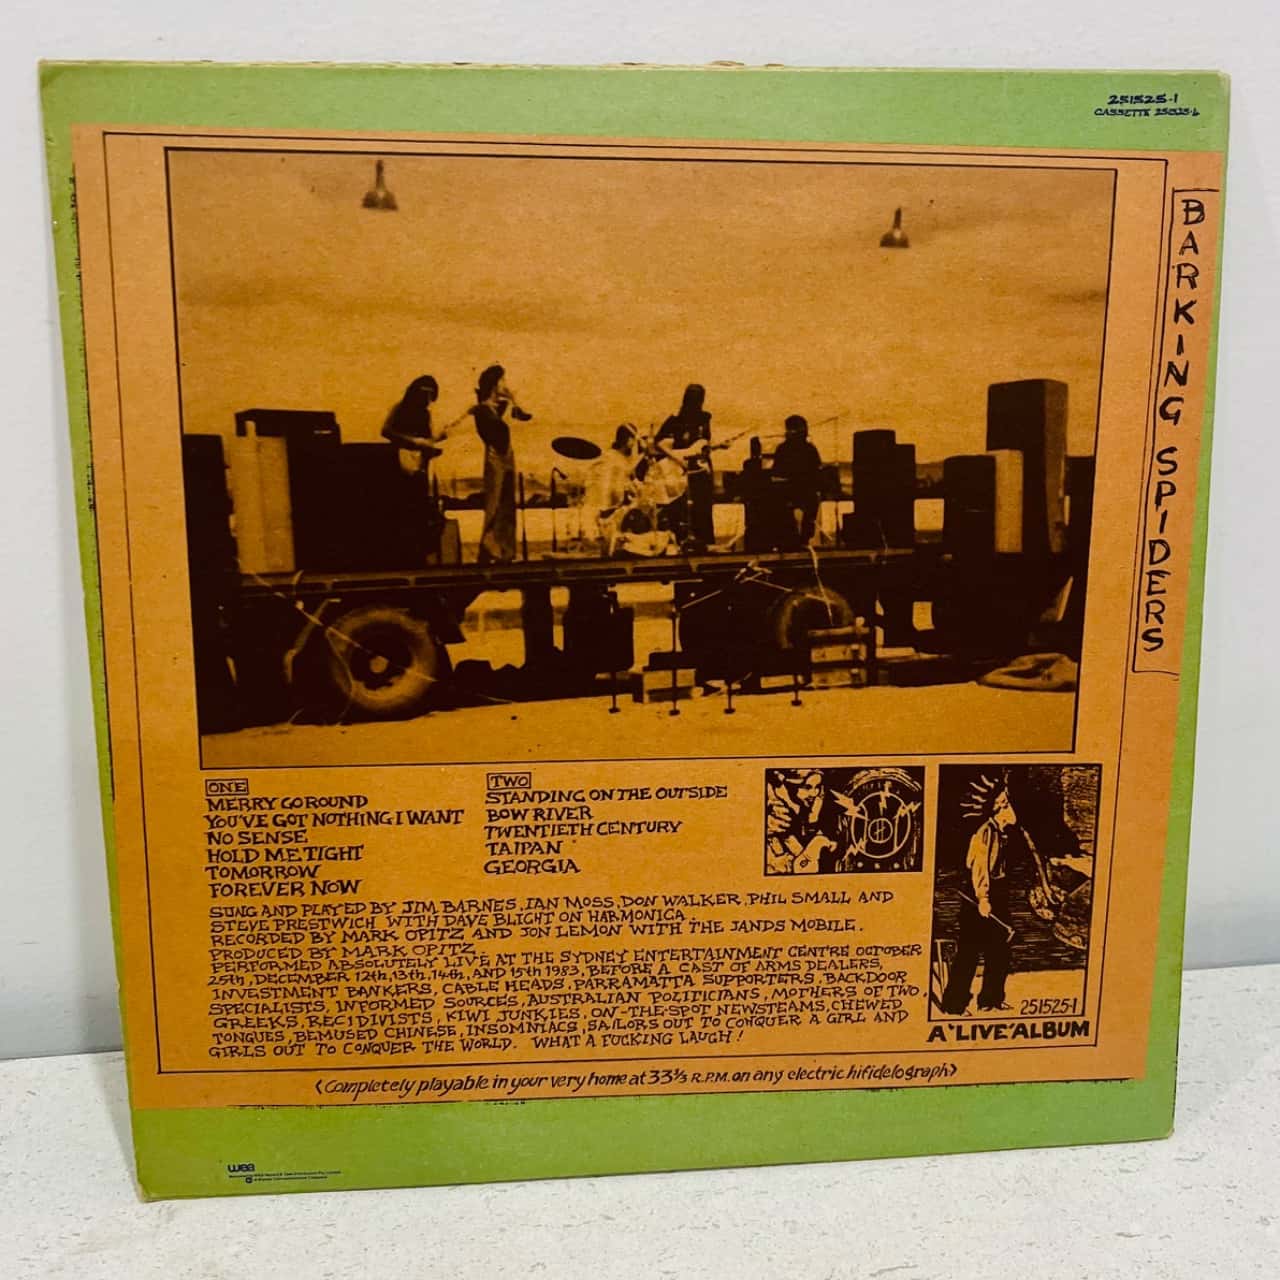 251525-1
CASSETTE 251525-4
BARKING SPIDERS
ONE
MERRY GO ROUND
YOU'VE GOT NOTHING I WANT
NO SENSE
HOLD ME TIGHT
TOMORROW
FOREVER NOW
TWO
STANDING ON THE OUTSIDE
BOW RIVER
TWENTIETH CENTURY
TAIPAN
GEORGIA
SUNG AND PLAYED BY JIM BARNES, IAN MOSS, DON WALKER, PHIL SMALL AND
STEVE PRESTWICH WITH DAVE BLIGHT ON HARMONICA.
RECORDED BY MARK OPITZ AND JON LEMON WITH THE JANDS MOBILE.
PRODUCED BY MARK OPITZ
PERFORMED ABSOLUTELY LIVE AT THE SYDNEY ENTERTAINMENT CENTRE OCTOBER
25th, DECEMBER 12th, 13th, 14th, AND 15th 1983, BEFORE A CAST OF ARMS DEALERS,
INVESTMENT BANKERS, CABLE HEADS, PARRAMATTA SUPPORTERS, BACKDOOR
SPECIALISTS, INFORMED SOURCES, AUSTRALIAN POLITICIANS, MOTHERS OF TWO,
GREEKS, RECIDIVISTS, KIWI JUNKIES, ON-THE-SPOT NEWSTEAMS, CHEWED
TONGUES, BEMUSED CHINESE, INSOMNIACS, SAILORS OUT TO CONQUER A GIRL AND
GIRLS OUT TO CONQUER THE WORLD. WHAT A FUCKING LAUGH!
251525-1
A 'LIVE' ALBUM
(Completely playable in your very home at 33⅓ R.P.M. on any electric hifidelograph)
wea